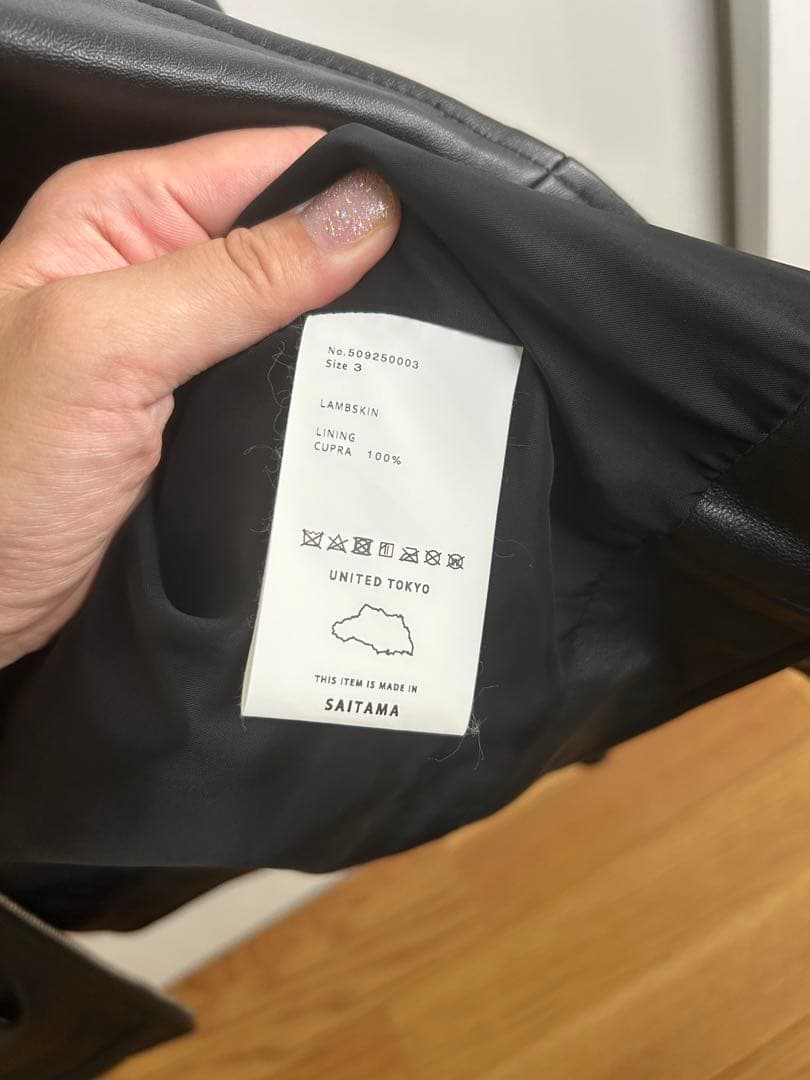 No.509250003
Size 3
LAMBSKIN
LINING
CUPRA 100%
UNITED TOKYO
THIS ITEM IS MADE IN
SAITAMA